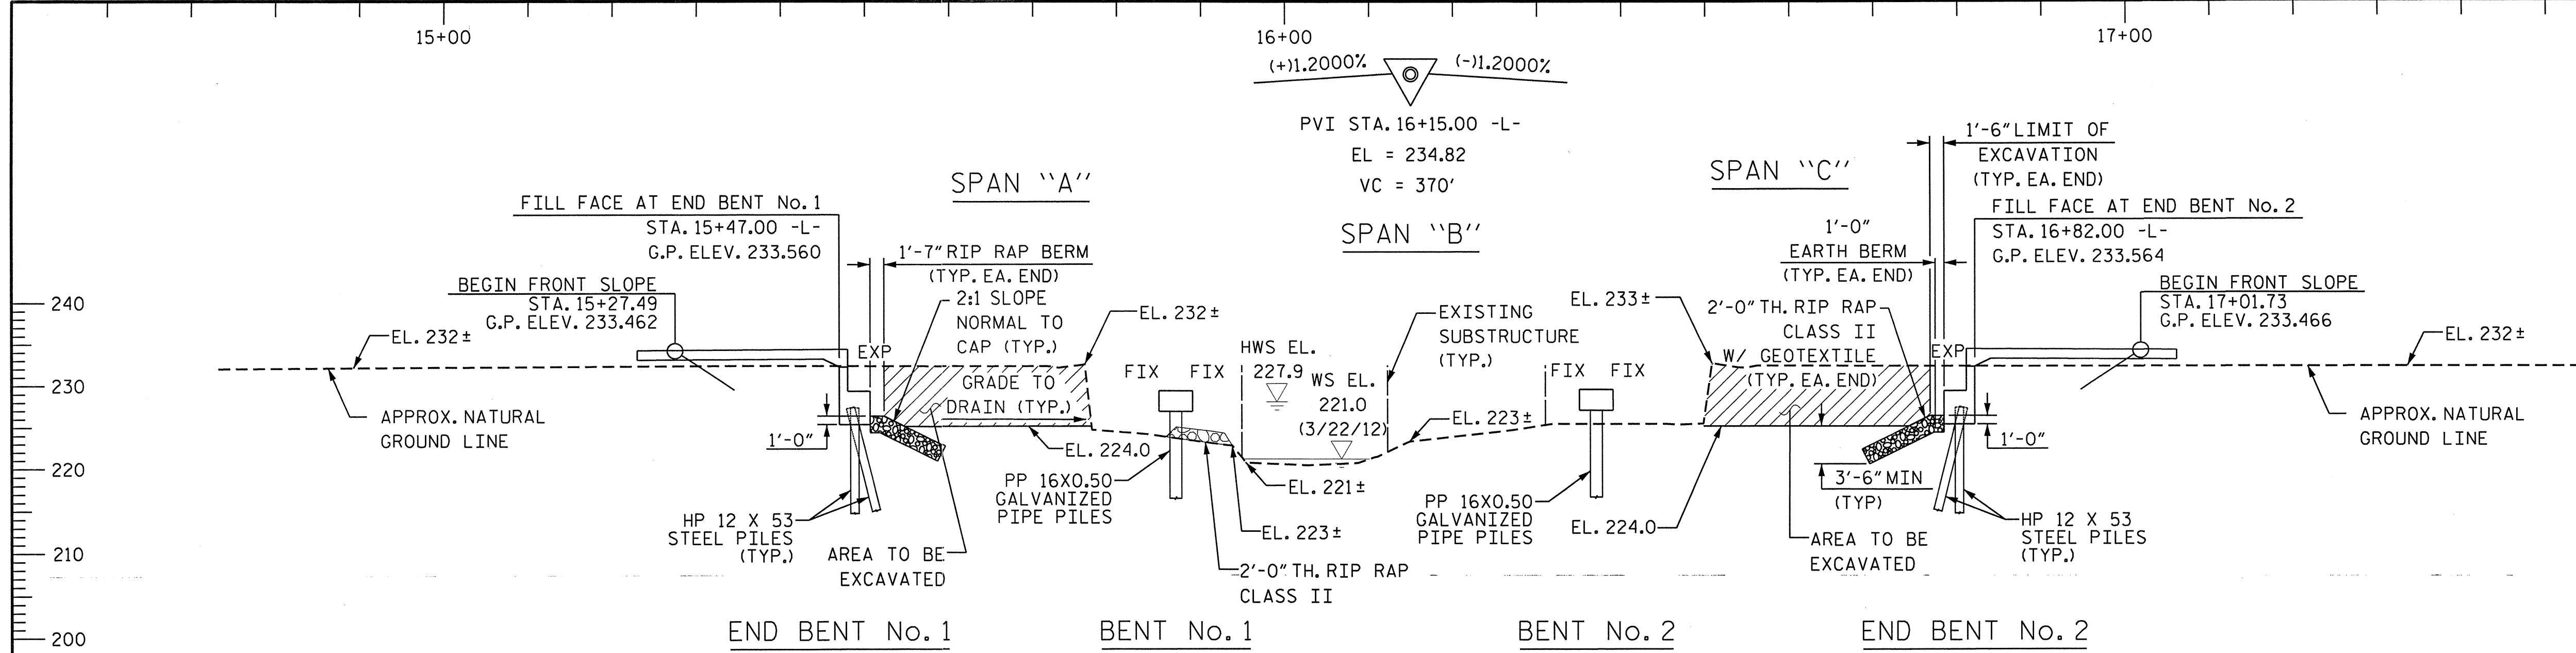 15+00
16+00
17+00
(+)1.2000%
(-)1.2000%
PVI STA. 16+15.00 -L-
EL = 234.82
VC = 370'
SPAN "A"
SPAN "B"
SPAN "C"
FILL FACE AT END BENT No. 1
STA. 15+47.00 -L-
G.P. ELEV. 233.560
1'-7" RIP RAP BERM
(TYP. EA. END)
BEGIN FRONT SLOPE
STA. 15+27.49
G.P. ELEV. 233.462
2:1 SLOPE
NORMAL TO
CAP (TYP.)
EL. 232±
EL. 232±
EXP
GRADE TO
DRAIN (TYP.)
APPROX. NATURAL
GROUND LINE
1'-0"
EL. 224.0
HP 12 X 53
STEEL PILES
(TYP.)
AREA TO BE
EXCAVATED
FIX
FIX
PP 16X0.50
GALVANIZED
PIPE PILES
HWS EL.
227.9
WS EL.
221.0
(3/22/12)
EXISTING
SUBSTRUCTURE
(TYP.)
EL. 223±
EL. 221±
EL. 223±
2'-0" TH. RIP RAP
CLASS II
FIX
FIX
PP 16X0.50
GALVANIZED
PIPE PILES
EL. 233±
EL. 224.0
1'-6" LIMIT OF
EXCAVATION
(TYP. EA. END)
1'-0"
EARTH BERM
(TYP. EA. END)
FILL FACE AT END BENT No. 2
STA. 16+82.00 -L-
G.P. ELEV. 233.564
2'-0" TH. RIP RAP
CLASS II
W/ GEOTEXTILE
(TYP. EA. END)
EXP
BEGIN FRONT SLOPE
STA. 17+01.73
G.P. ELEV. 233.466
EL. 232±
APPROX. NATURAL
GROUND LINE
1'-0"
3'-6" MIN
(TYP)
AREA TO BE
EXCAVATED
HP 12 X 53
STEEL PILES
(TYP.)
240
230
220
210
200
END BENT No. 1
BENT No. 1
BENT No. 2
END BENT No. 2